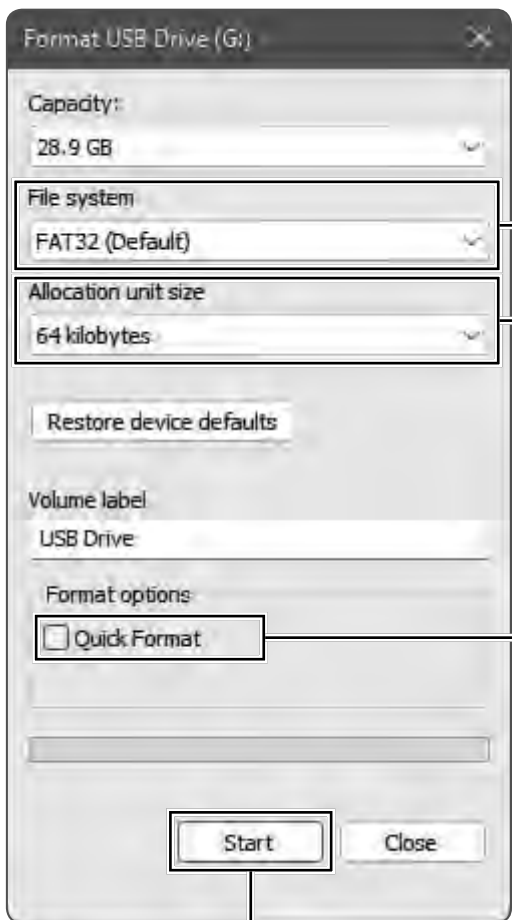 Format USB Drive (G:)
Capacity:
28.9 GB
File system
FAT32 (Default)
Allocation unit size
64 kilobytes
Restore device defaults
Volume label
USB Drive
Format options
Quick Format
Start
Close